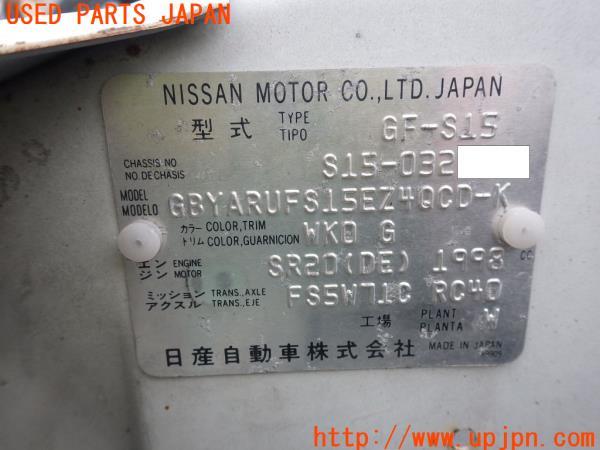 USED PARTS JAPAN
NISSAN MOTOR CO.,LTD. JAPAN
型式 TYPE TIPO GF-S15
CHASSIS NO NO DE CHASIS S15-032
MODEL MODELO GBYARUFS15EZ4QCD-K
カラー トリム COLOR,TRIM COLOR,GUARNICION WK0 G
エンジン ENGINE MOTOR SR20(DE) 1998 CC.
ミッション アクスル TRANS.,AXLE TRANS.,EJE FS5W71C RC40
工場 PLANT PLANTA W
日産自動車株式会社 MADE IN JAPAN
http://www.upjpn.com/